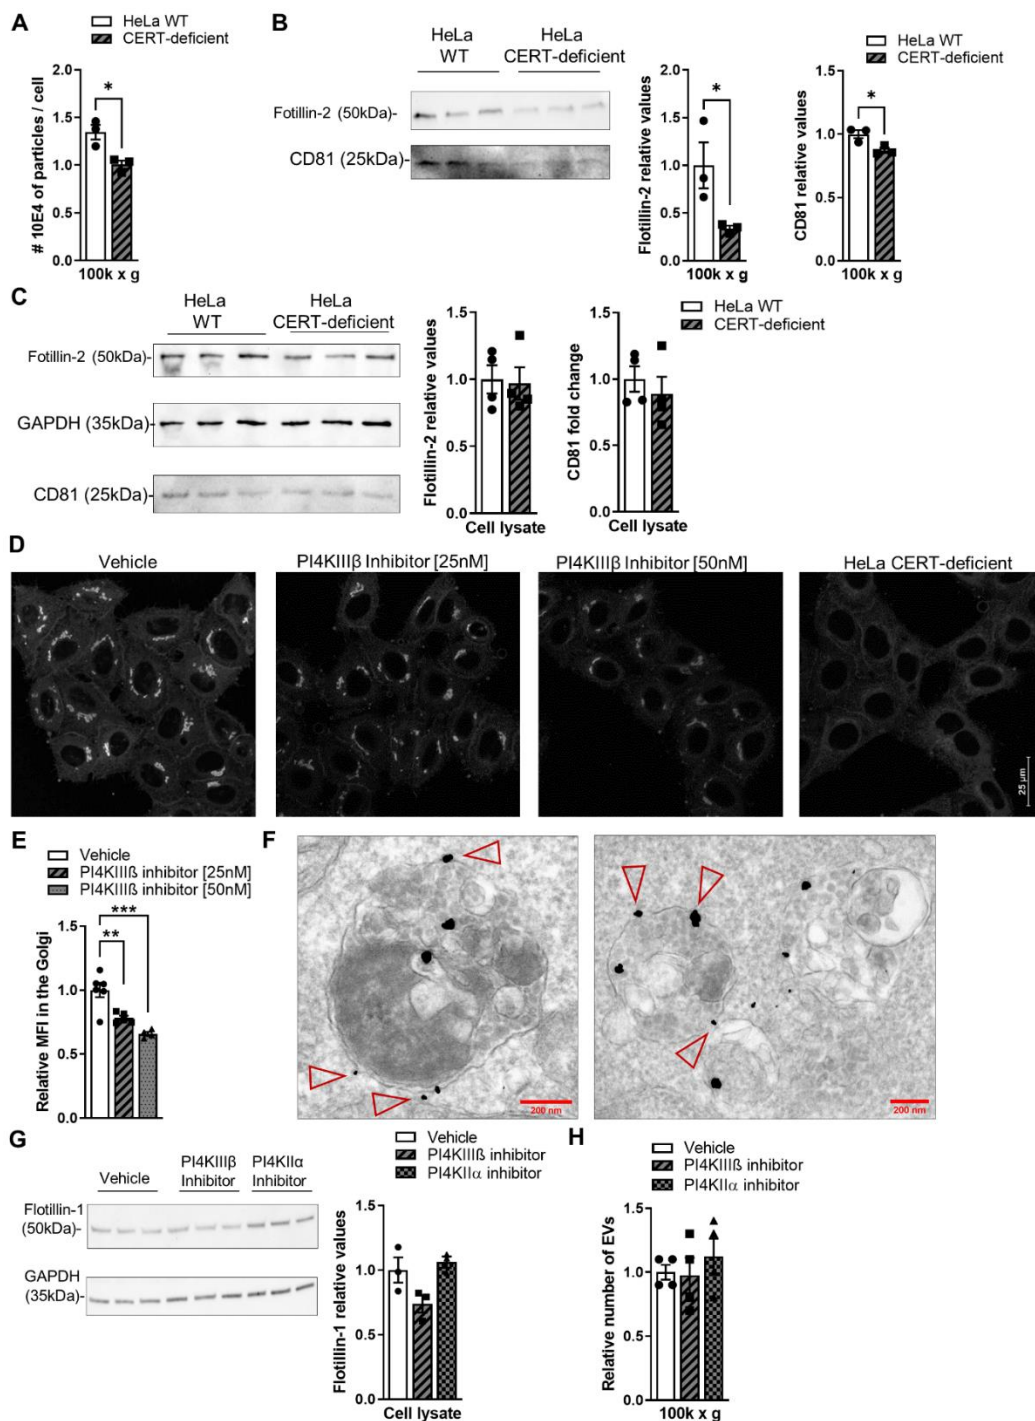 A
HeLa WT
CERT-deficient
# 10E4 of particles / cell
2.0
1.5
1.0
0.5
0.0
*
100k x g
B
HeLa
WT
HeLa
CERT-deficient
Fotillin-2 (50kDa)-
CD81 (25kDa)-
Flotillin-2 relative values
2.0
1.5
1.0
0.5
0.0
*
100k x g
HeLa WT
CERT-deficient
CD81 relative values
1.5
1.0
0.5
0.0
*
100k x g
C
HeLa
WT
HeLa
CERT-deficient
Fotillin-2 (50kDa)-
GAPDH (35kDa)-
CD81 (25kDa)-
Flotillin-2 relative values
1.5
1.0
0.5
0.0
Cell lysate
CD81 fold change
1.5
1.0
0.5
0.0
Cell lysate
HeLa WT
CERT-deficient
D
Vehicle
PI4KIIIβ Inhibitor [25nM]
PI4KIIIβ Inhibitor [50nM]
HeLa CERT-deficient
25 µm
E
Vehicle
PI4KIIIß inhibitor [25nM]
PI4KIIIß inhibitor [50nM]
Relative MFI in the Golgi
1.5
1.0
0.5
0.0
***
**
F
200 nm
200 nm
G
Vehicle
PI4KIIIβ
Inhibitor
PI4KIIα
Inhibitor
Flotillin-1
(50kDa)-
GAPDH
(35kDa)-
Vehicle
PI4KIIIß inhibitor
PI4KIIα inhibitor
Flotillin-1 relative values
1.5
1.0
0.5
0.0
Cell lysate
H
Vehicle
PI4KIIIß inhibitor
PI4KIIα inhibitor
Relative number of EVs
1.5
1.0
0.5
0.0
100k x g